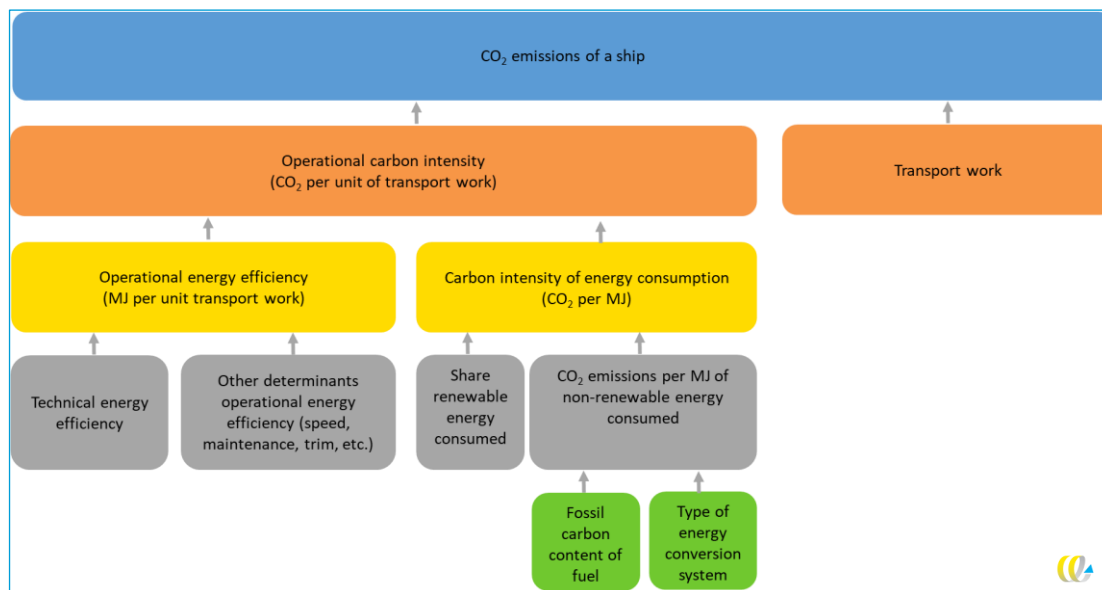 CO₂ emissions of a ship
Operational carbon intensity
(CO₂ per unit of transport work)
Transport work
Operational energy efficiency
(MJ per unit transport work)
Carbon intensity of energy consumption
(CO₂ per MJ)
Technical energy
efficiency
Other determinants
operational energy
efficiency (speed,
maintenance, trim, etc.)
Share
renewable
energy
consumed
CO₂ emissions per MJ of
non-renewable energy
consumed
Fossil
carbon
content of
fuel
Type of
energy
conversion
system